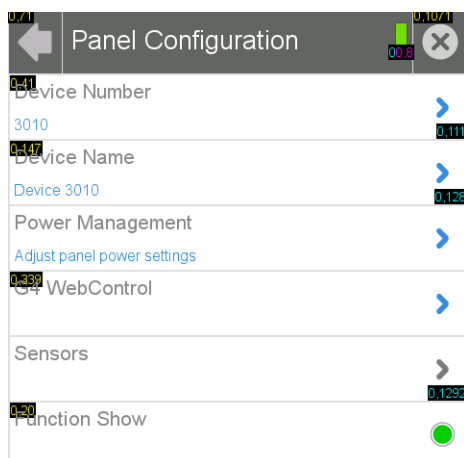 0,71
0,1071
Panel Configuration
00,8
0,41
Device Number
3010
0,111
0,147
Device Name
Device 3010
0,128
Power Management
Adjust panel power settings
0,339
G4 WebControl
Sensors
0,1292
0,20
Function Show